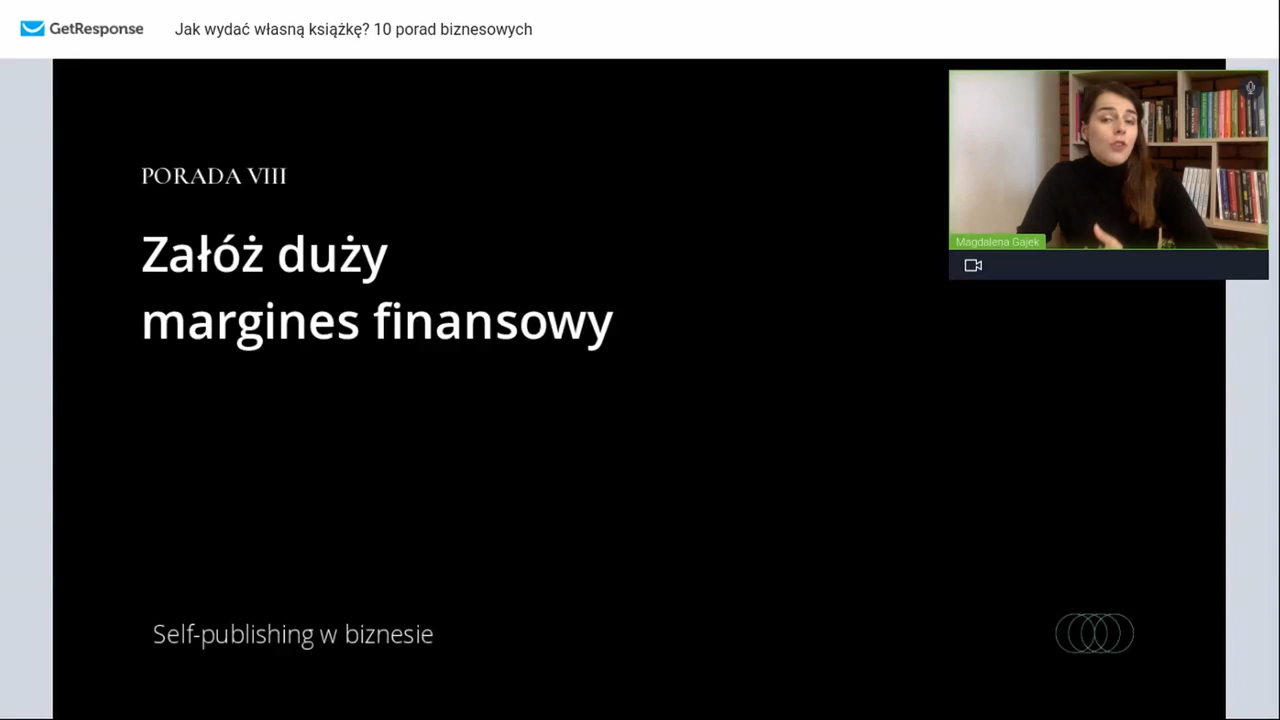 GetResponse
Jak wydać własną książkę? 10 porad biznesowych
PORADA VIII
Załóż duży
margines finansowy
Magdalena Gajek
Self-publishing w biznesie